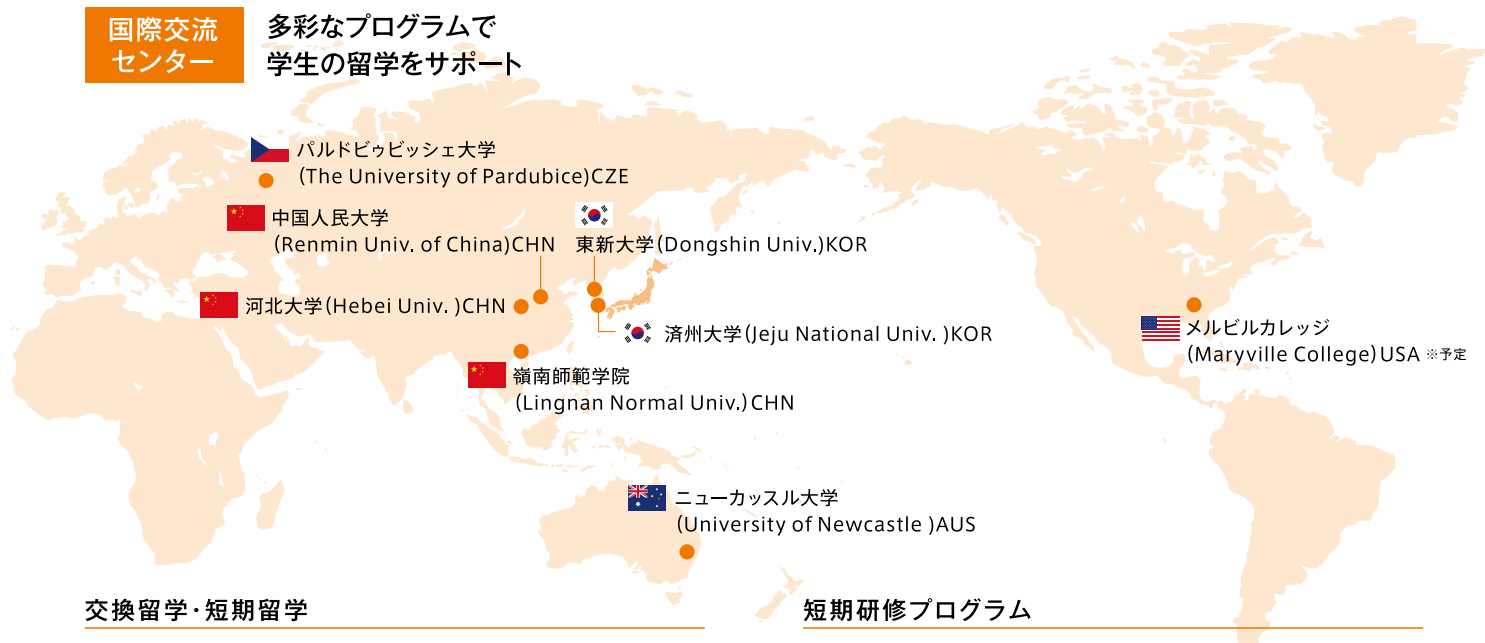 国際交流
センター
多彩なプログラムで
学生の留学をサポート
パルドビゥビッシェ大学
(The University of Pardubice)CZE
中国人民大学
(Renmin Univ. of China)CHN
東新大学(Dongshin Univ.)KOR
河北大学(Hebei Univ. )CHN
済州大学(Jeju National Univ. )KOR
メルビルカレッジ
(Maryville College)USA ※予定
嶺南師範学院
(Lingnan Normal Univ.)CHN
ニューカッスル大学
(University of Newcastle )AUS
交換留学・短期留学
短期研修プログラム